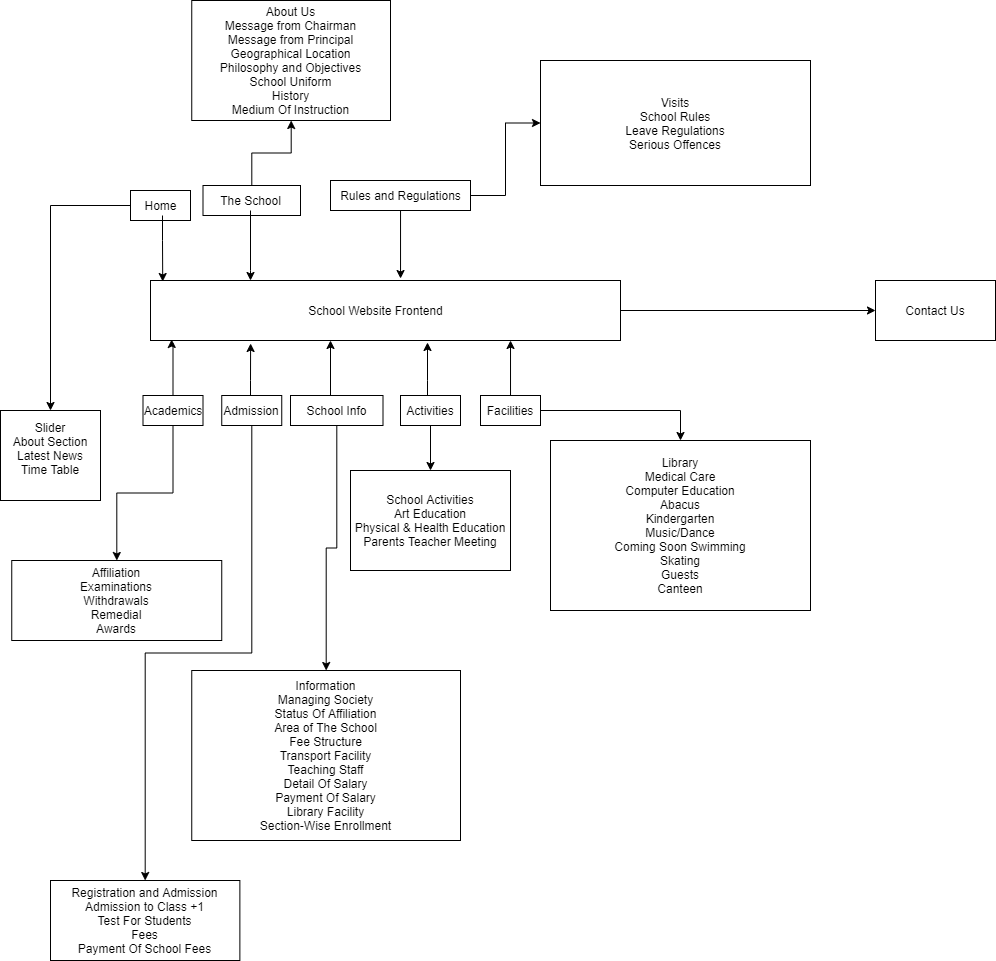 About Us
Message from Chairman
Message from Principal
Geographical Location
Philosophy and Objectives
School Uniform
History
Medium Of Instruction
Visits
School Rules
Leave Regulations
Serious Offences
Home
The School
Rules and Regulations
School Website Frontend
Contact Us
Academics
Admission
School Info
Activities
Facilities
Slider
About Section
Latest News
Time Table
School Activities
Art Education
Physical & Health Education
Parents Teacher Meeting
Library
Medical Care
Computer Education
Abacus
Kindergarten
Music/Dance
Coming Soon Swimming
Skating
Guests
Canteen
Affiliation
Examinations
Withdrawals
Remedial
Awards
Information
Managing Society
Status Of Affiliation
Area of The School
Fee Structure
Transport Facility
Teaching Staff
Detail Of Salary
Payment Of Salary
Library Facility
Section-Wise Enrollment
Registration and Admission
Admission to Class +1
Test For Students
Fees
Payment Of School Fees